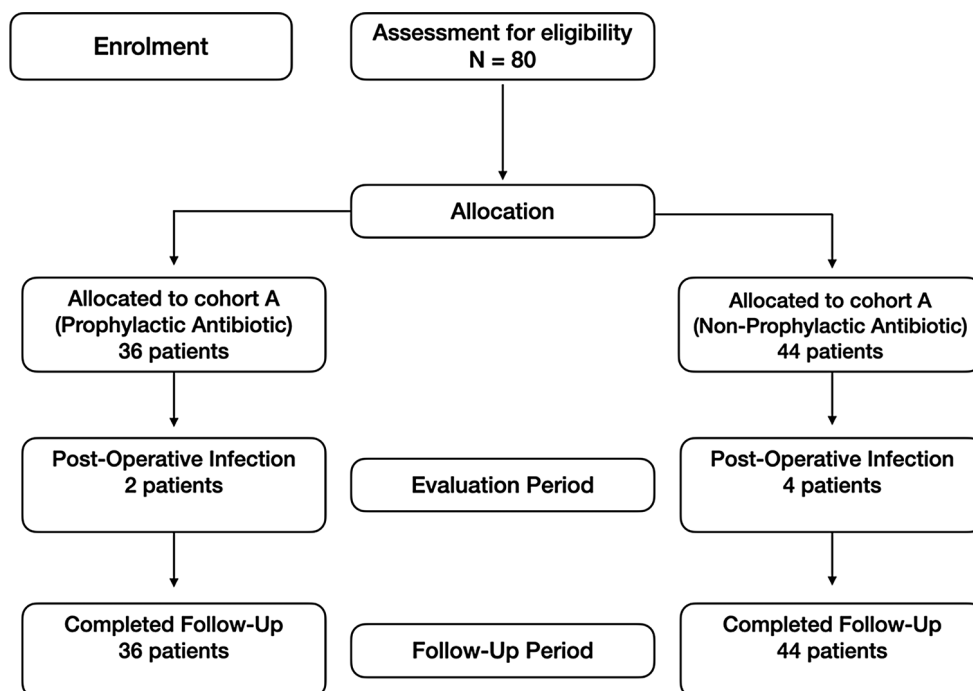 Enrolment
Assessment for eligibility
N = 80
Allocation
Allocated to cohort A
(Prophylactic Antibiotic)
36 patients
Allocated to cohort A
(Non-Prophylactic Antibiotic)
44 patients
Post-Operative Infection
2 patients
Evaluation Period
Post-Operative Infection
4 patients
Completed Follow-Up
36 patients
Follow-Up Period
Completed Follow-Up
44 patients